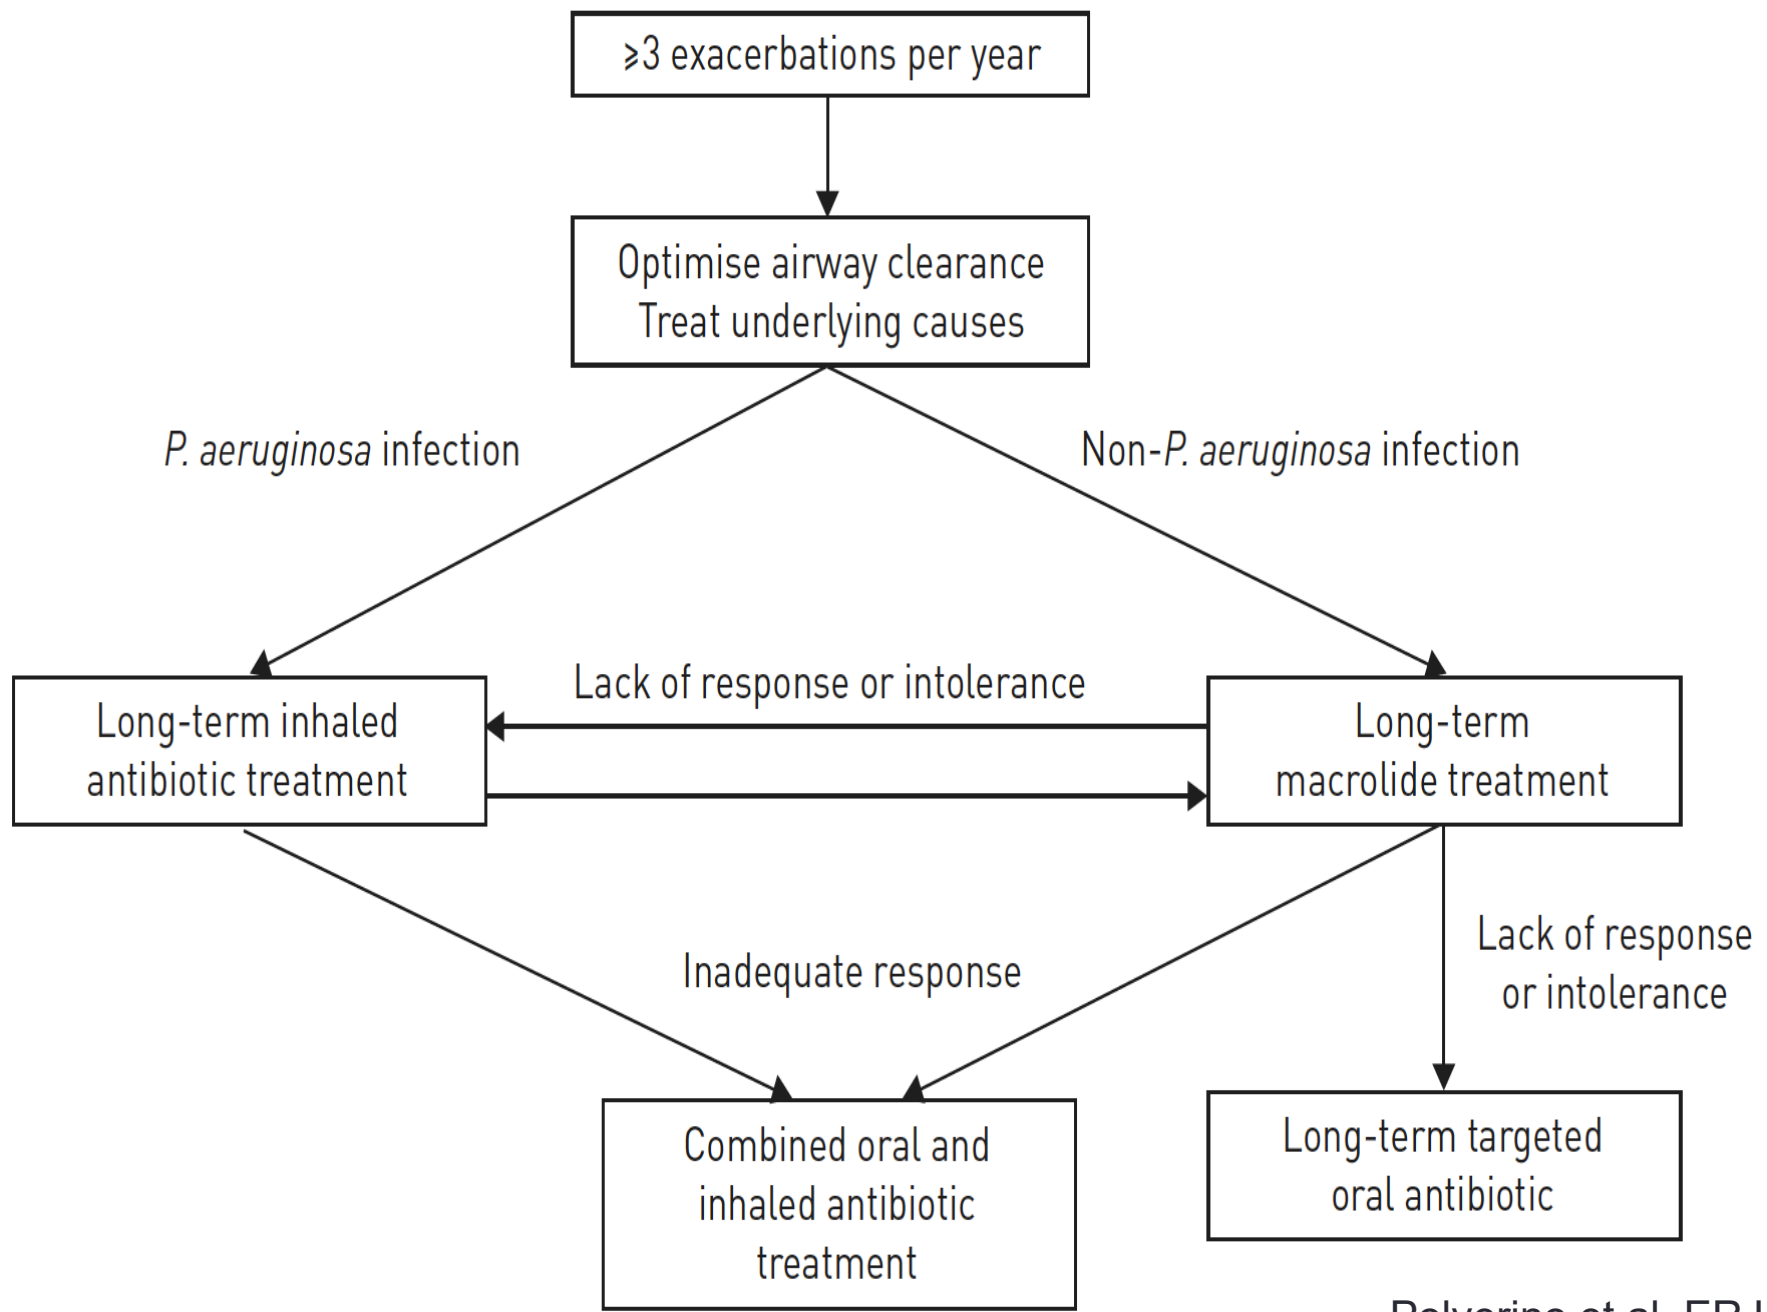 ⩾3 exacerbations per year
Optimise airway clearance
Treat underlying causes
P. aeruginosa infection
Non-P. aeruginosa infection
Lack of response or intolerance
Long-term inhaled
antibiotic treatment
Long-term
macrolide treatment
Inadequate response
Lack of response
or intolerance
Combined oral and
inhaled antibiotic
treatment
Long-term targeted
oral antibiotic